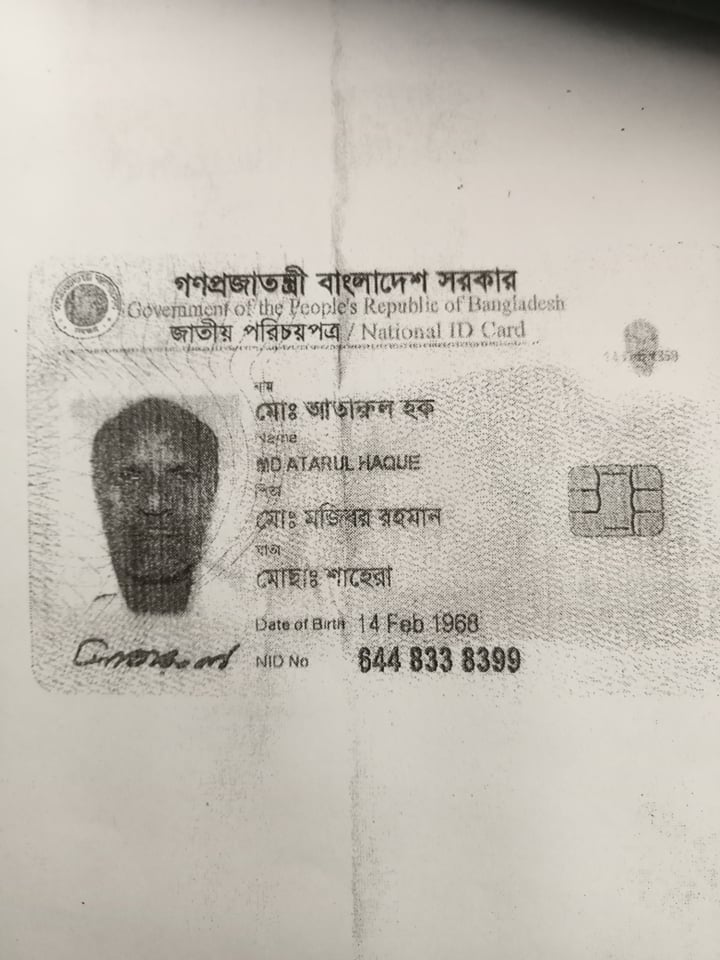 গণপ্রজাতন্ত্রী বাংলাদেশ সরকার
Government of the People's Republic of Bangladesh
জাতীয় পরিচয়পত্র / National ID Card
নাম
মোঃ আতারুল হক
Name
MD ATARUL HAQUE
পিতা
মোঃ মজিবর রহমান
মাতা
মোছাঃ শাহেরা
Date of Birth 14 Feb 1968
NID No 644 833 8399